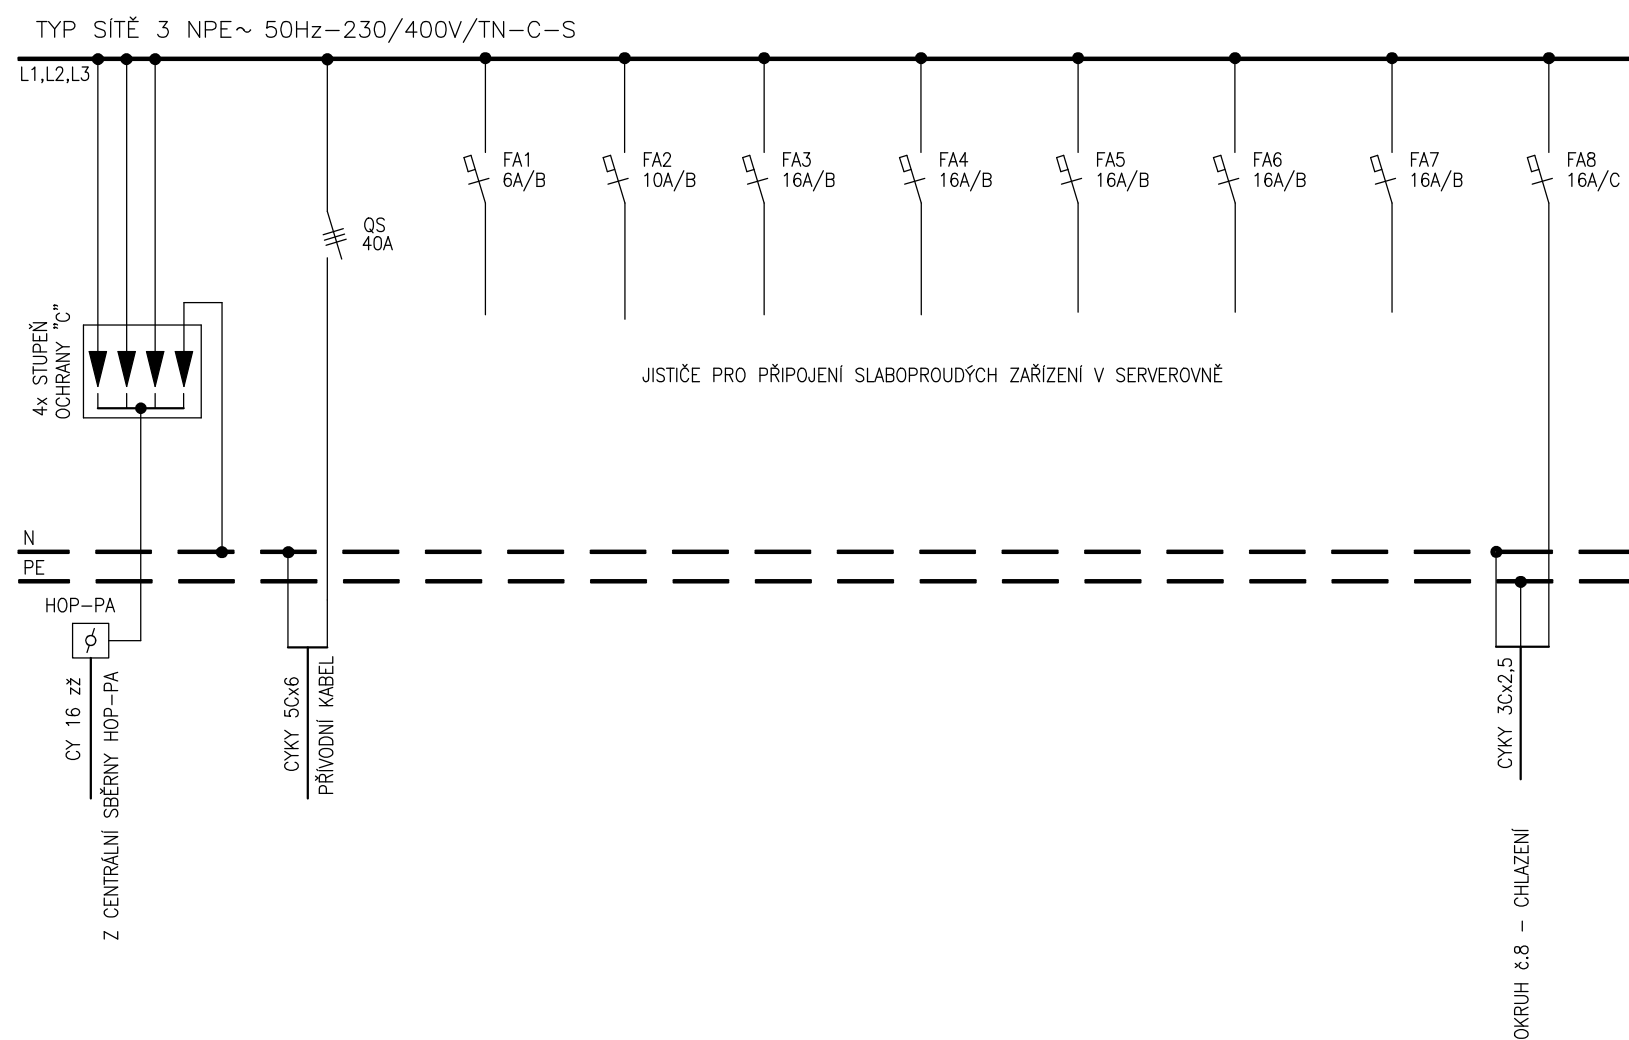 TYP SÍTĚ 3 NPE~ 50Hz-230/400V/TN-C-S
L1,L2,L3
FA1
6A/B
FA2
10A/B
FA3
16A/B
FA4
16A/B
FA5
16A/B
FA6
16A/B
FA7
16A/B
FA8
16A/C
QS
40A
4x STUPEŇ
OCHRANY "C"
JISTIČE PRO PŘIPOJENÍ SLABOPROUDÝCH ZAŘÍZENÍ V SERVEROVNĚ
N
PE
HOP-PA
CY 16 zž
Z CENTRÁLNÍ SBĚRNY HOP-PA
CYKY 5Cx6
PŘÍVODNÍ KABEL
CYKY 3Cx2,5
OKRUH č.8 - CHLAZENÍ